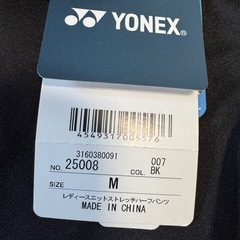 YONEX
4549317005576
3160380091
NO. 25008 COL 007 BK
SIZE M
レディースニットストレッチハーフパンツ
MADE IN CHINA